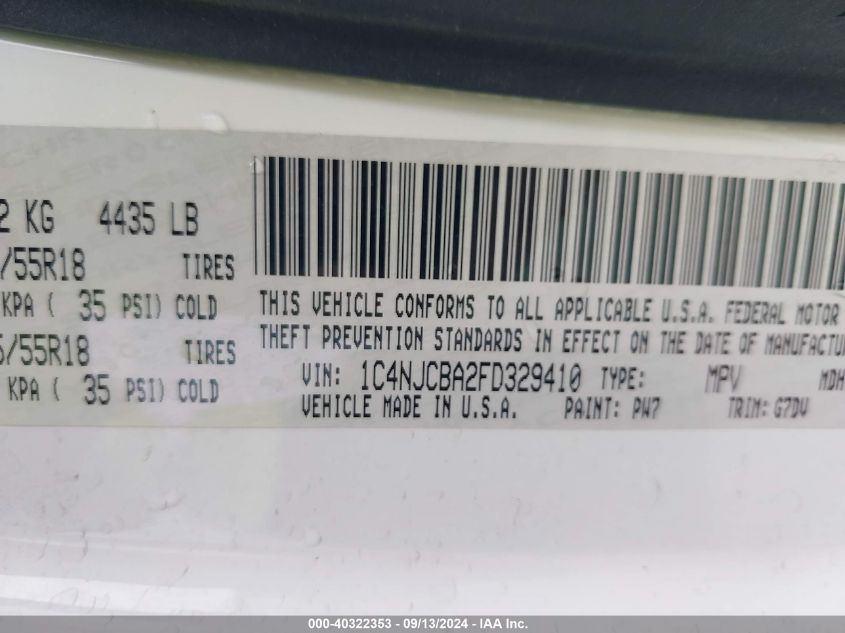 2 KG 4435 LB
/55R18 TIRES
KPA ( 35 PSI) COLD
5/55R18 TIRES
KPA ( 35 PSI) COLD
THIS VEHICLE CONFORMS TO ALL APPLICABLE U.S.A. FEDERAL MOTOR
THEFT PREVENTION STANDARDS IN EFFECT ON THE DATE OF MANUFACTU
VIN: 1C4NJCBA2FD329410 TYPE: MPV MDH
VEHICLE MADE IN U.S.A. PAINT: PW7 TRIM: G7DV
000-40322353 - 09/13/2024 - IAA Inc.